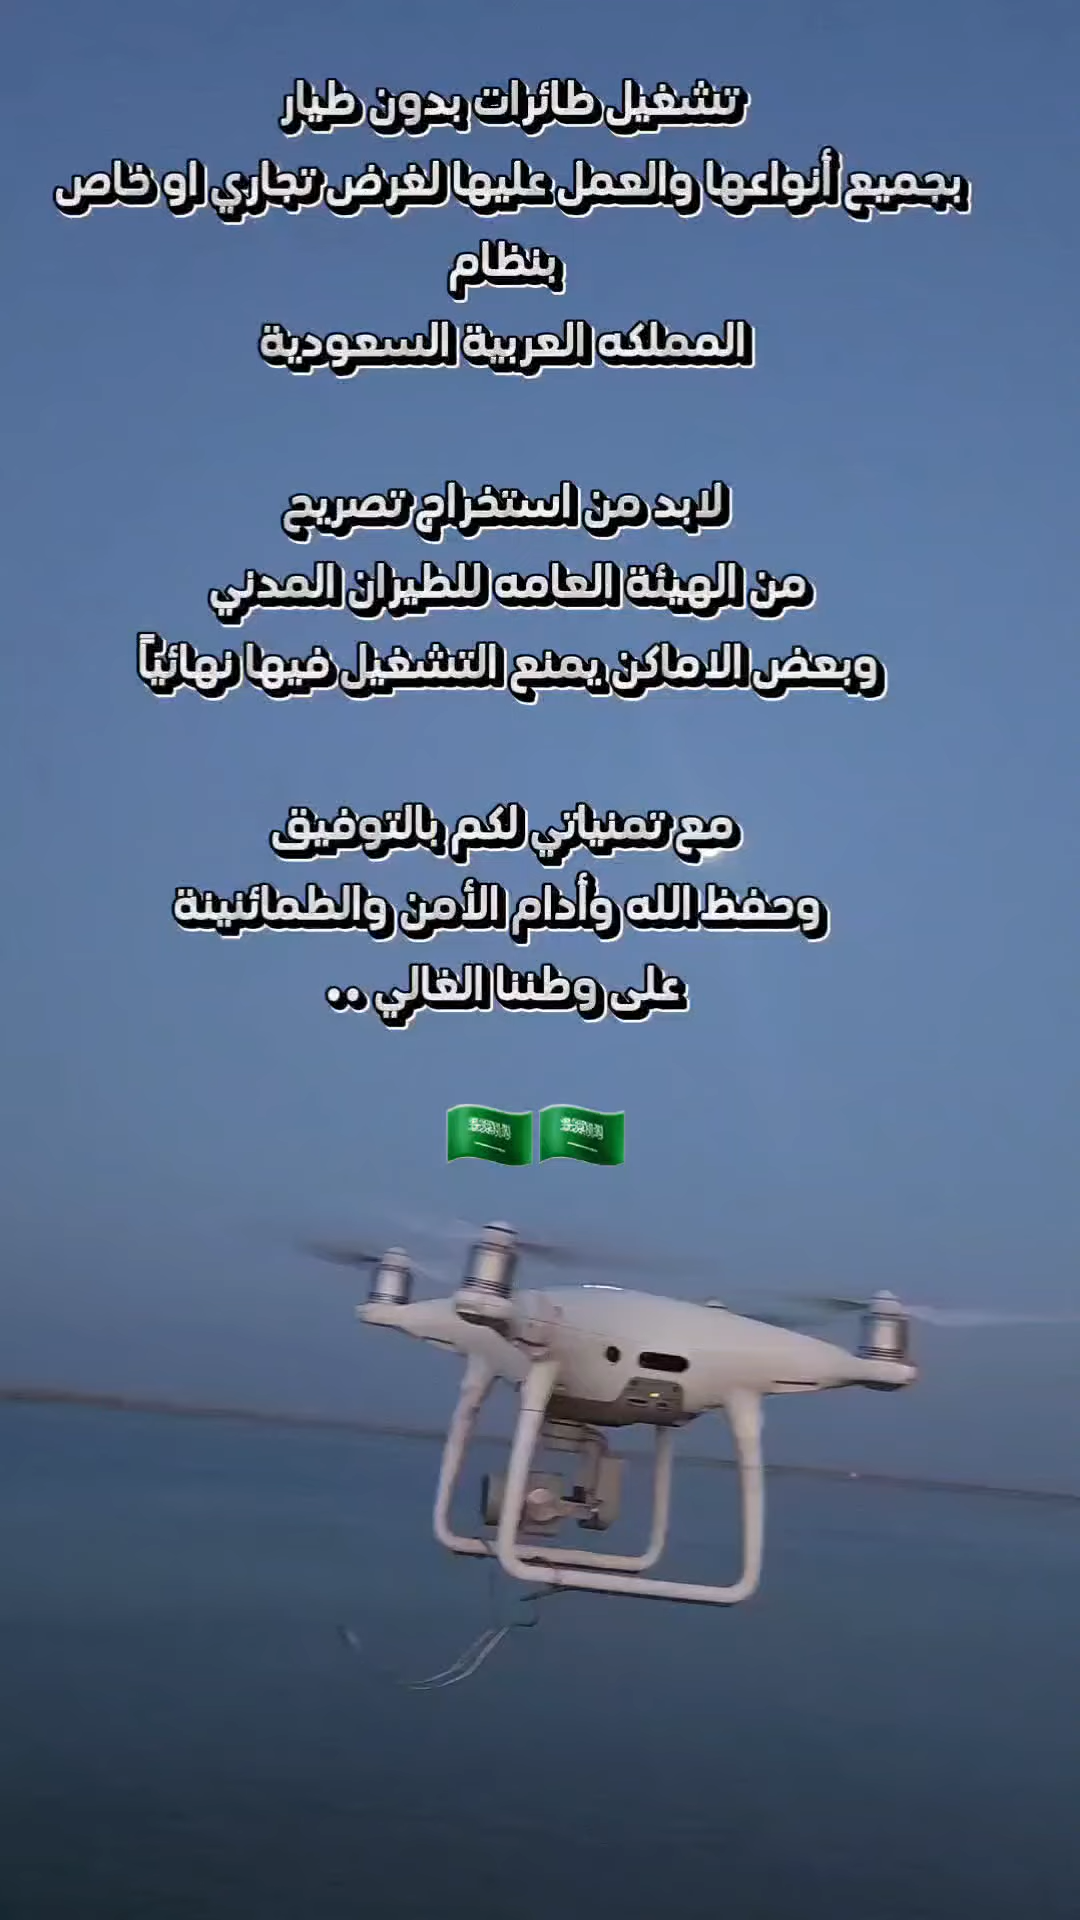 تشغيل طائرات بدون طيار
بجميع أنواعها والعمل عليها لغرض تجاري او خاص
بنظام
المملكه العربية السعودية
لابد من استخراج تصريح
من الهيئة العامه للطيران المدني
وبعض الاماكن يمنع التشغيل فيها نهائياً
مع تمنياتي لكم بالتوفيق
وحفظ الله وأدام الأمن والطمائنينة
على وطننا الغالي ..